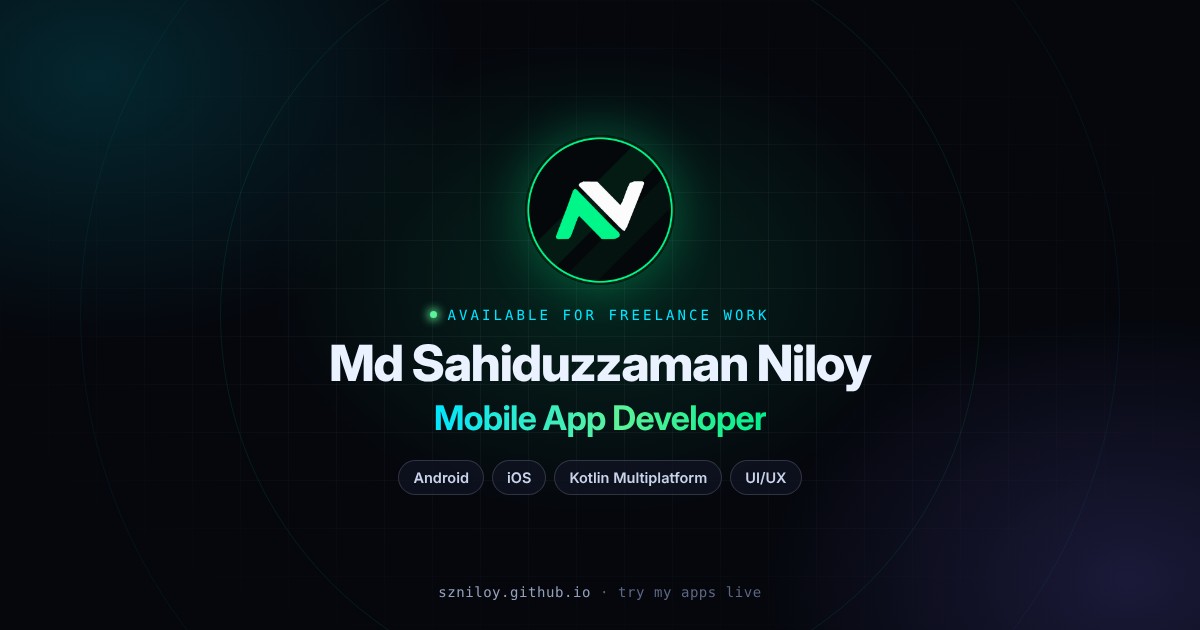 AVAILABLE FOR FREELANCE WORK
Md Sahiduzzaman Niloy
Mobile App Developer
Android iOS Kotlin Multiplatform UI/UX
szniloy.github.io · try my apps live